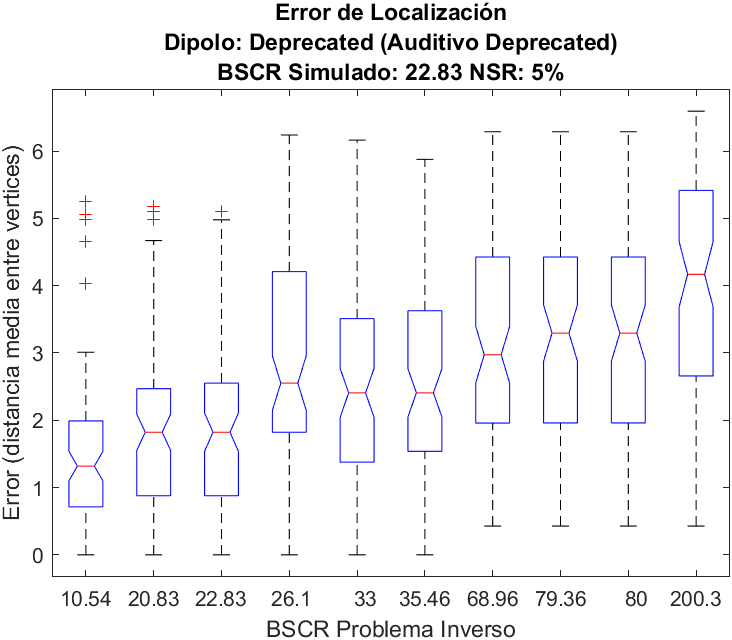 Error de Localización
Dipolo: Deprecated (Auditivo Deprecated)
BSCR Simulado: 22.83 NSR: 5%
Error (distancia media entre vertices)
6
5
4
3
2
1
0
10.54 20.83 22.83 26.1 33 35.46 68.96 79.36 80 200.3
BSCR Problema Inverso